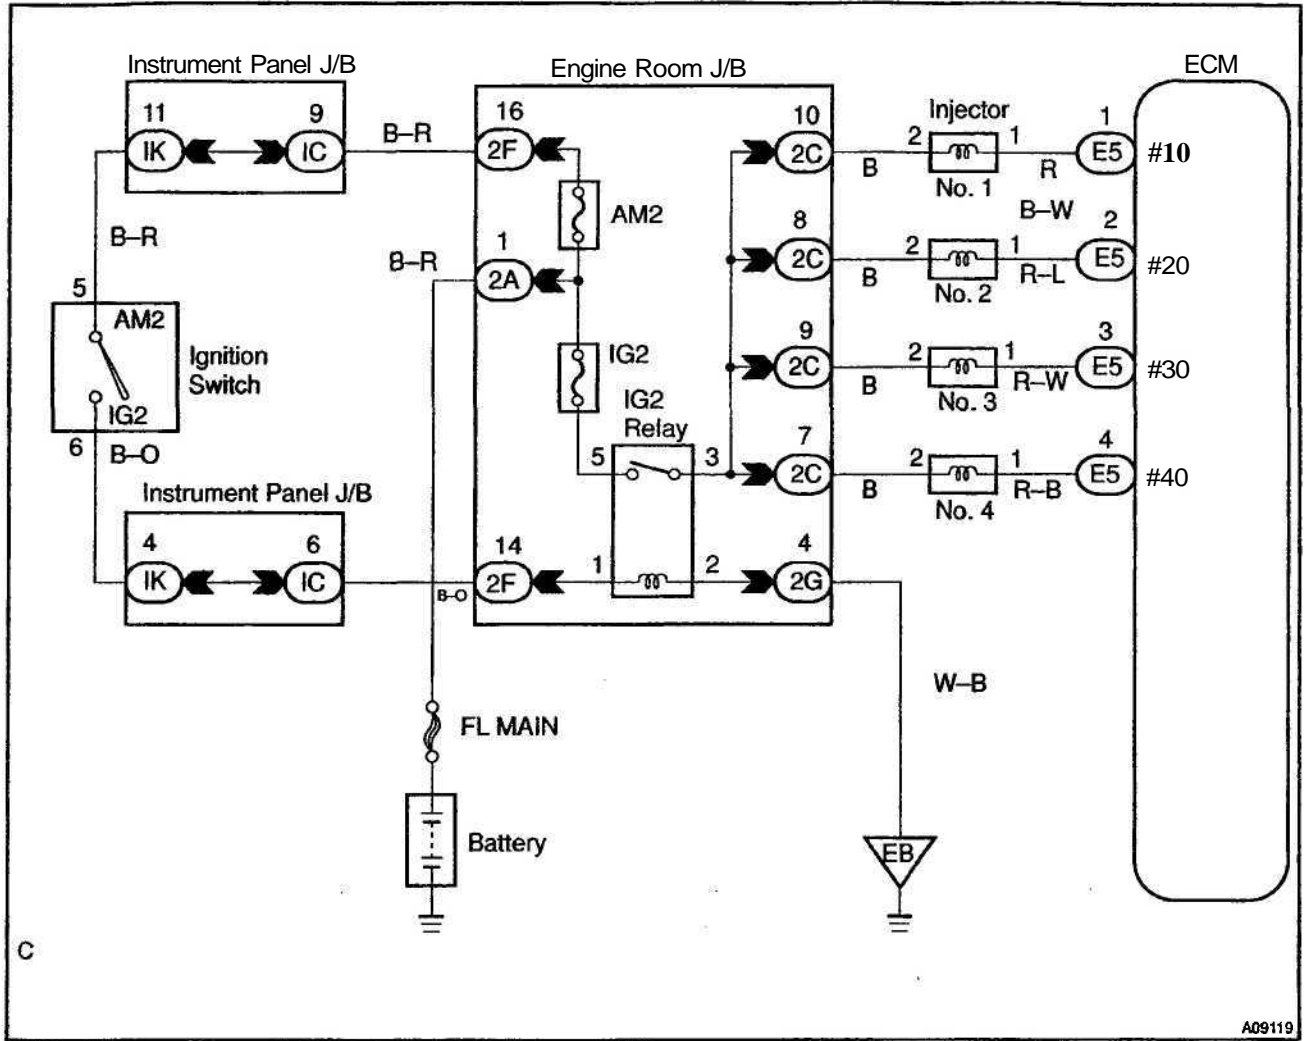 Instrument Panel J/B
Engine Room J/B
ECM
11
9
16
10
Injector
1
IK
IC
B–R
2F
2C
B
2
1
R
E5
#10
No. 1
AM2
B–W
B–R
B–R
1
2A
8
2C
B
2
1
R–L
2
E5
#20
No. 2
5
AM2
Ignition
Switch
IG2
6
B–O
IG2
IG2
Relay
9
2C
B
2
1
R–W
3
E5
#30
No. 3
5
3
7
2C
B
2
1
R–B
4
E5
#40
No. 4
Instrument Panel J/B
4
6
14
4
IK
IC
B–O
2F
1
2
2G
W–B
FL MAIN
Battery
EB
C
A09119